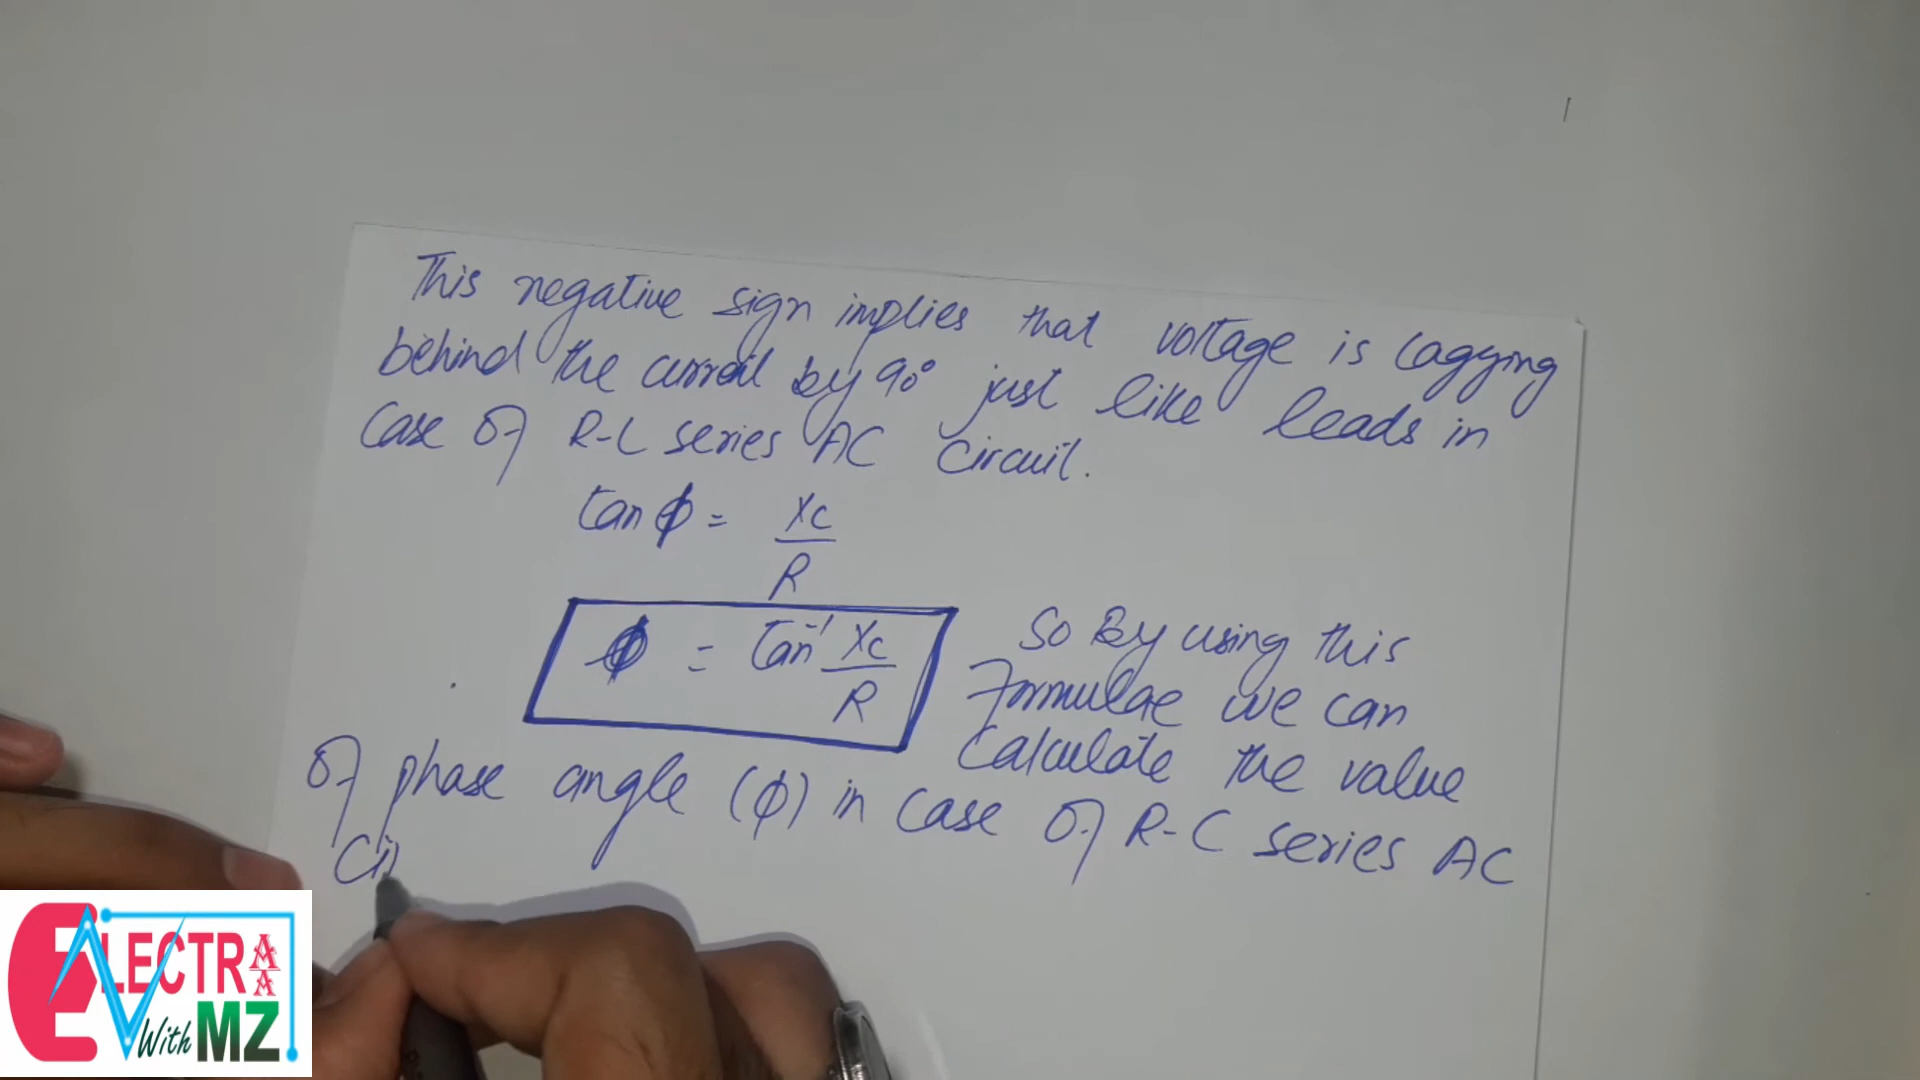 This negative sign implies that voltage is lagging
behind the current by 90° just like leads in
case of R-L series AC circuit.
tan ϕ = Xc
R
ϕ = tan⁻¹ Xc
R
So By using this
Formulae we can
calculate the value
of phase angle (ϕ) in case of R-C series AC
Ci
ELECTRAAA
With MZ